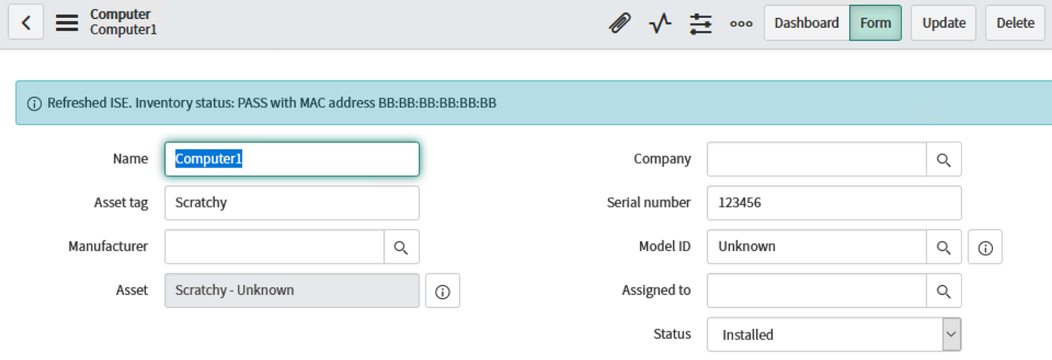 Computer
Computer1
Dashboard Form Update Delete
Refreshed ISE. Inventory status: PASS with MAC address BB:BB:BB:BB:BB:BB
Name Computer1 Company
Asset tag Scratchy Serial number 123456
Manufacturer Model ID Unknown
Asset Scratchy - Unknown Assigned to
Status Installed